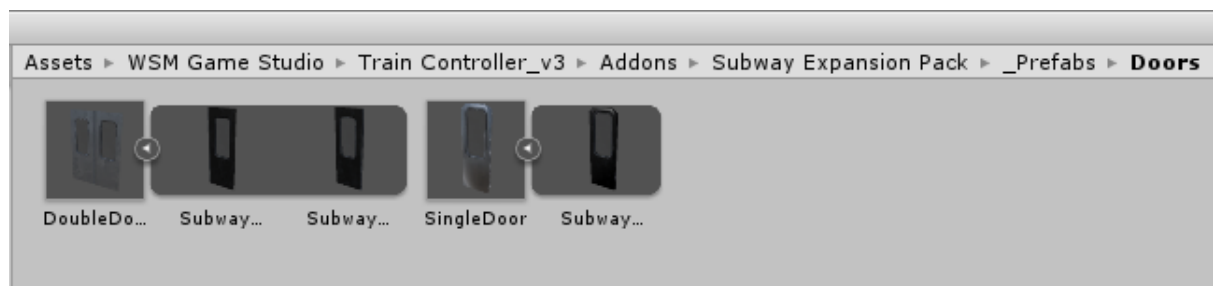 Assets ▸ WSM Game Studio ▸ Train Controller_v3 ▸ Addons ▸ Subway Expansion Pack ▸ _Prefabs ▸ Doors
DoubleDo... Subway... Subway... SingleDoor Subway...